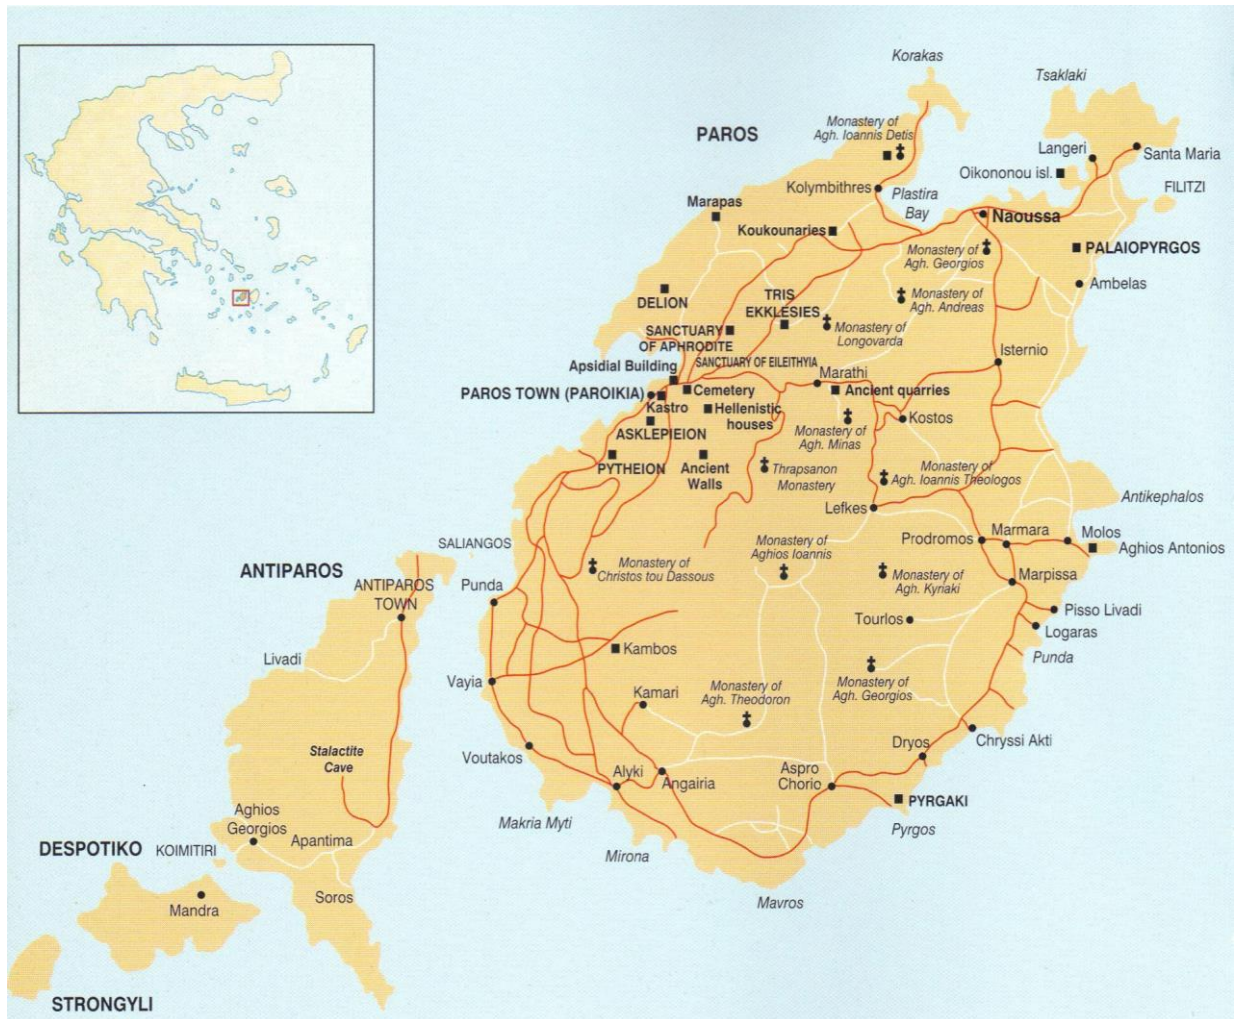 Korakas
Tsaklaki
PAROS
Monastery of
Agh. Ioannis Detis
Langeri
Santa Maria
Oikononou isl.
Kolymbithres
Plastira
Bay
FILITZI
Marapas
Naoussa
Koukounaries
Monastery of
Agh. Georgios
PALAIOPYRGOS
Ambelas
DELION
TRIS
EKKLESIES
Monastery of
Agh. Andreas
SANCTUARY
OF APHRODITE
Monastery of
Longovarda
Isternio
Apsidial Building
SANCTUARY OF EILEITHYIA
Marathi
PAROS TOWN (PAROIKIA)
Cemetery
Ancient quarries
Kastro
Hellenistic
houses
Kostos
ASKLEPIEION
Monastery of
Agh. Minas
PYTHEION
Ancient
Walls
Thrapsanon
Monastery
Monastery of
Agh. Ioannis Theologos
Antikephalos
Lefkes
Prodromos
Marmara
Molos
Aghios Antonios
SALIANGOS
Monastery of
Aghios Ioannis
ANTIPAROS
Monastery of
Christos tou Dassous
Monastery of
Agh. Kyriaki
Marpissa
ANTIPAROS
TOWN
Punda
Pisso Livadi
Tourlos
Logaras
Livadi
Kambos
Punda
Vayia
Kamari
Monastery of
Agh. Theodoron
Monastery of
Agh. Georgios
Stalactite
Cave
Voutakos
Dryos
Chryssi Akti
Alyki
Angairia
Aspro
Chorio
PYRGAKI
Aghios
Georgios
Makria Myti
Pyrgos
DESPOTIKO
KOIMITIRI
Apantima
Mirona
Mandra
Soros
Mavros
STRONGYLI